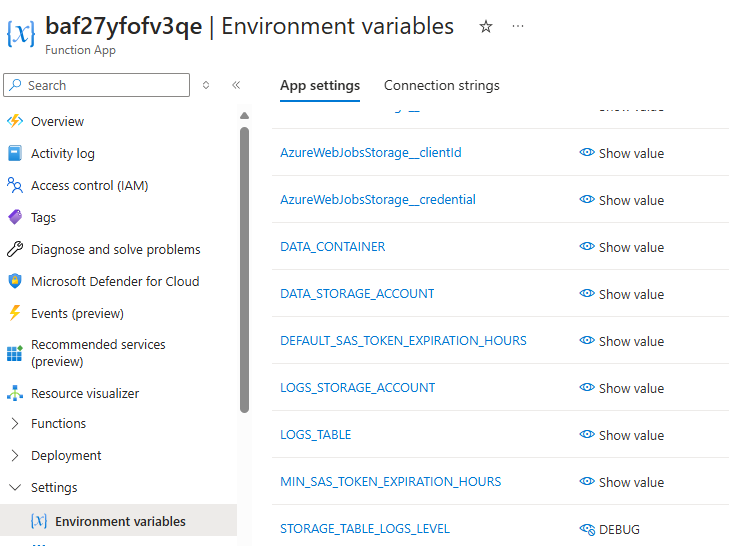 baf27yfofv3qe | Environment variables
Function App
Search
App settings
Connection strings
Overview
Activity log
Access control (IAM)
Tags
Diagnose and solve problems
Microsoft Defender for Cloud
Events (preview)
Recommended services
(preview)
Resource visualizer
Functions
Deployment
Settings
Environment variables
Show value
AzureWebJobsStorage__clientId Show value
AzureWebJobsStorage__credential Show value
DATA_CONTAINER Show value
DATA_STORAGE_ACCOUNT Show value
DEFAULT_SAS_TOKEN_EXPIRATION_HOURS Show value
LOGS_STORAGE_ACCOUNT Show value
LOGS_TABLE Show value
MIN_SAS_TOKEN_EXPIRATION_HOURS Show value
STORAGE_TABLE_LOGS_LEVEL DEBUG